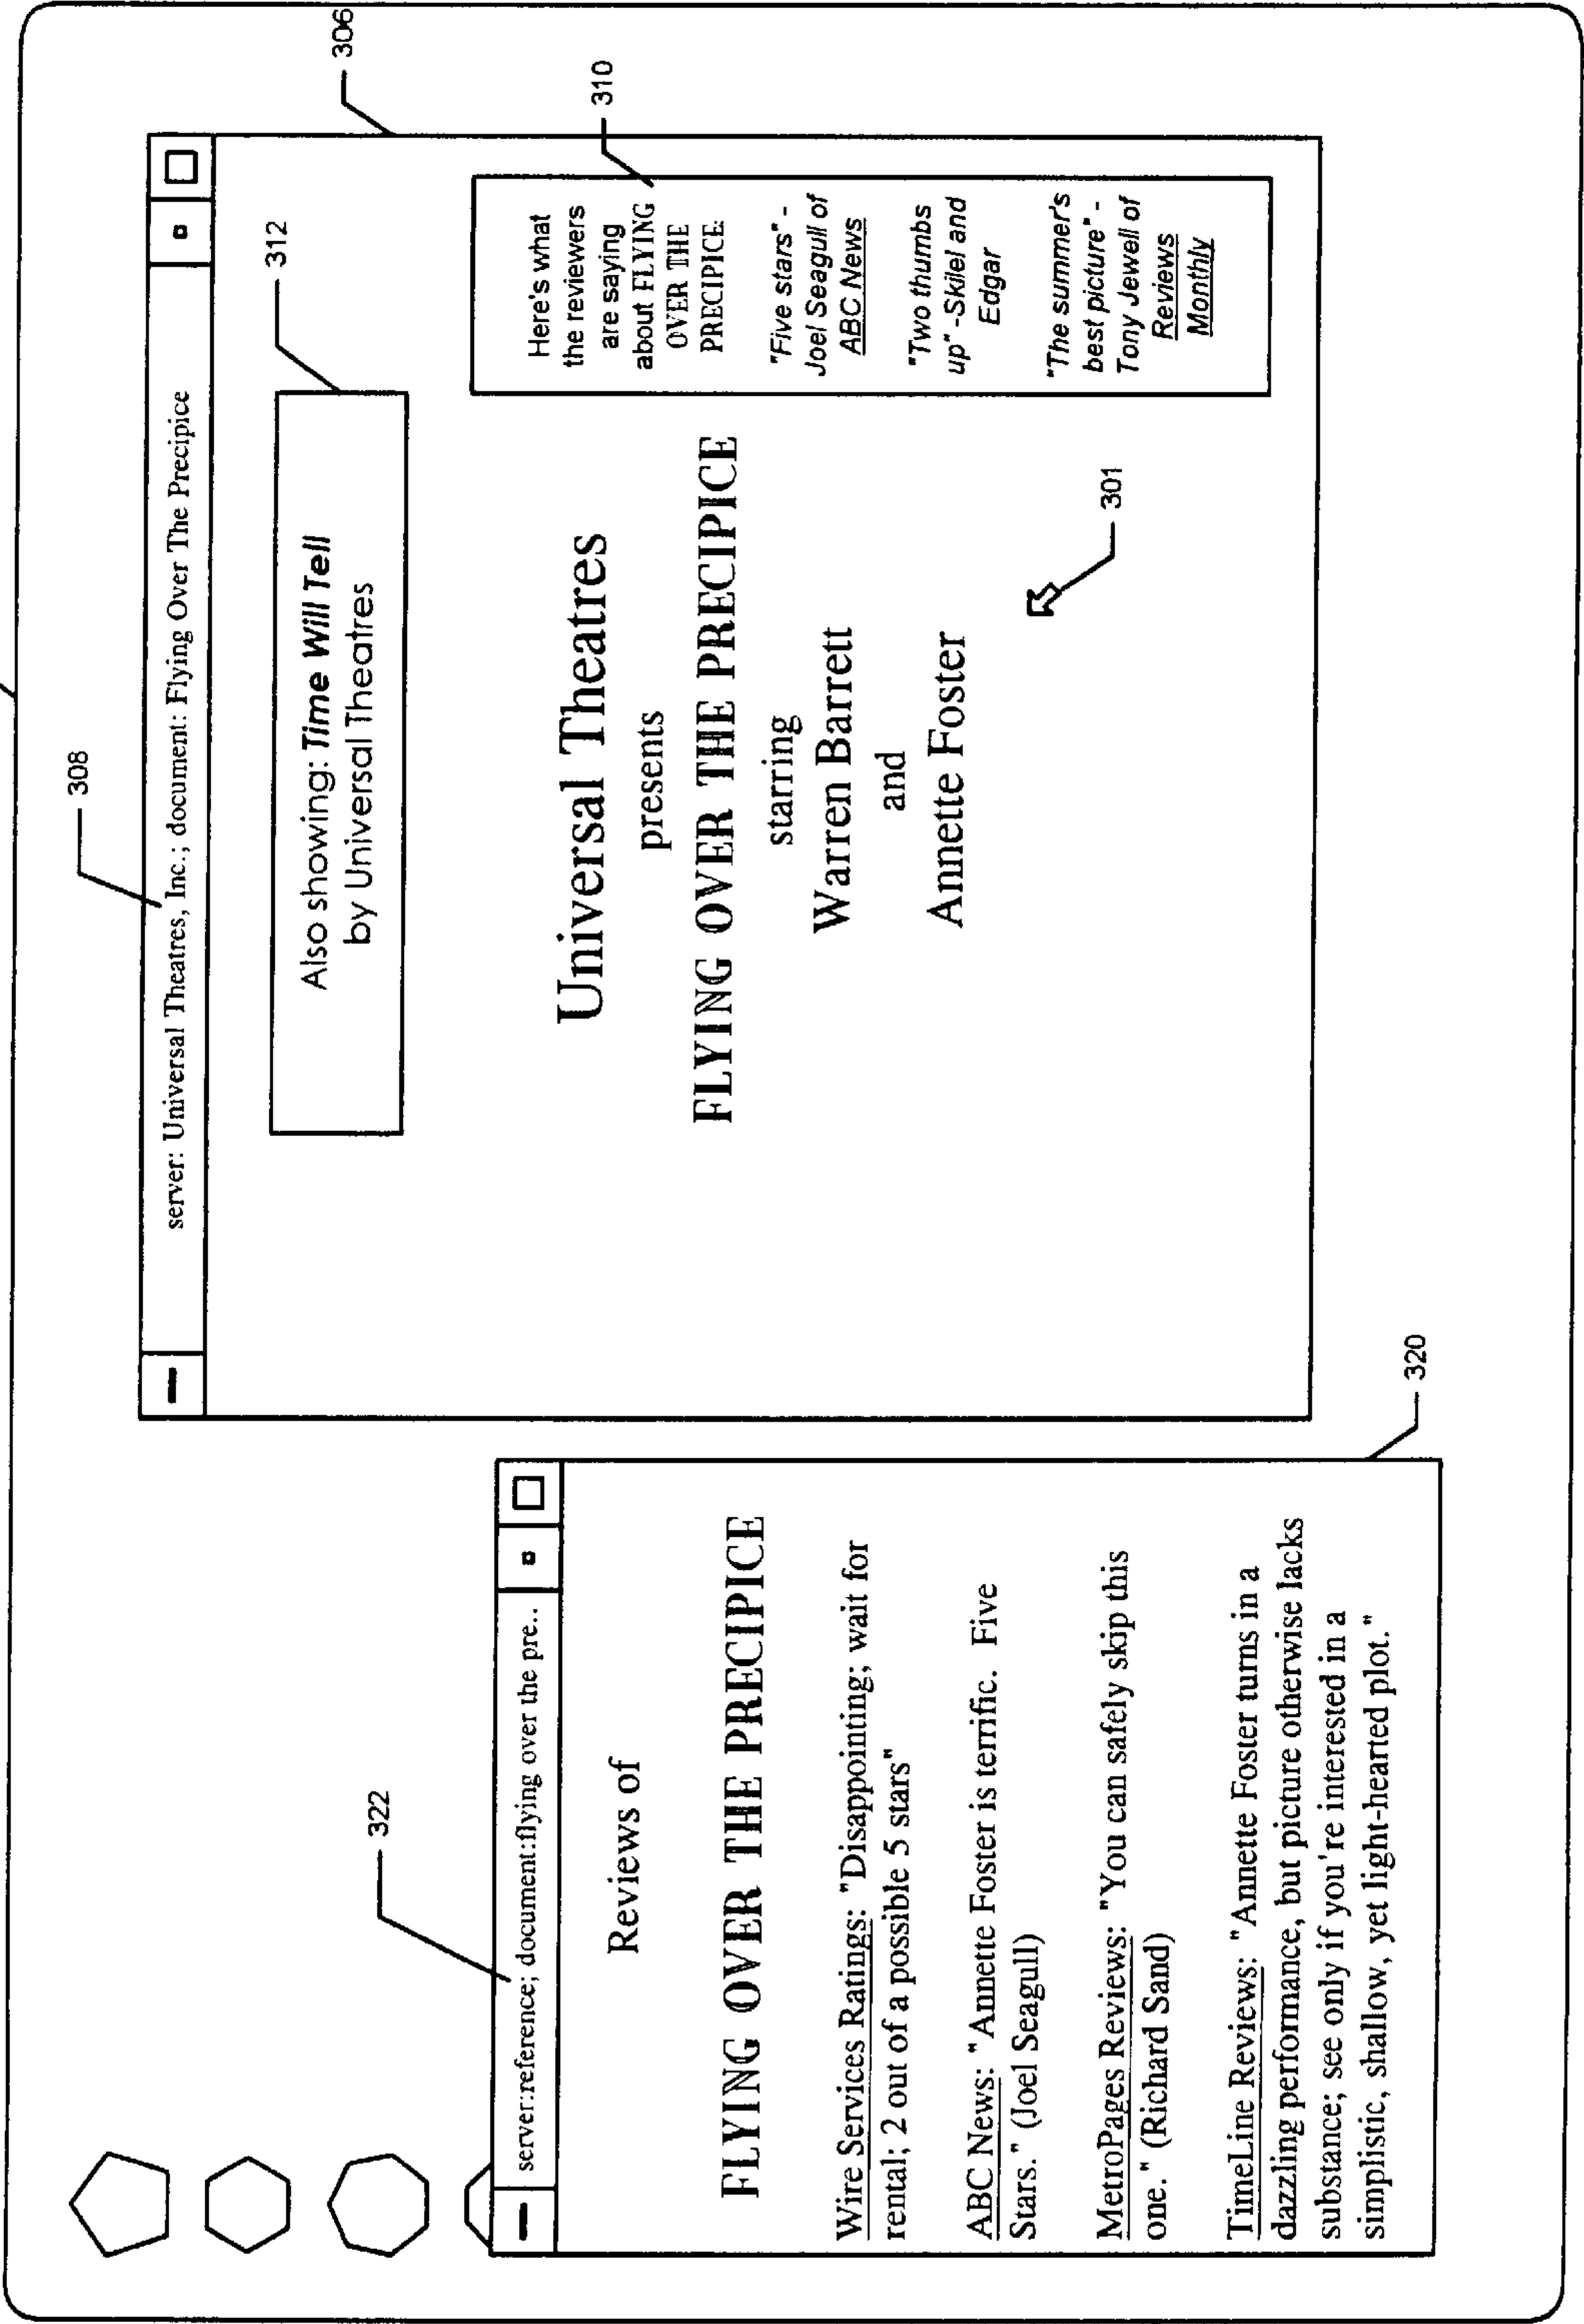 308
306
server: Universal Theatres, Inc.; document: Flying Over The Precipice
312
Also showing: Time Will Tell
by Universal Theatres
310
Universal Theatres
presents
FLYING OVER THE PRECIPICE
starring
Warren Barrett
and
Annette Foster
301
Here's what
the reviewers
are saying
about FLYING
OVER THE
PRECIPICE:
"Five stars" -
Joel Seagull of
ABC News
"Two thumbs
up" -Skilel and
Edgar
"The summer's
best picture" -
Tony Jewell of
Reviews
Monthly
322
server:reference; document:flying over the pre..
Reviews of
FLYING OVER THE PRECIPICE
Wire Services Ratings: "Disappointing; wait for
rental; 2 out of a possible 5 stars"
ABC News: "Annette Foster is terrific. Five
Stars." (Joel Seagull)
MetroPages Reviews: "You can safely skip this
one." (Richard Sand)
TimeLine Reviews: "Annette Foster turns in a
dazzling performance, but picture otherwise lacks
substance; see only if you're interested in a
simplistic, shallow, yet light-hearted plot."
320